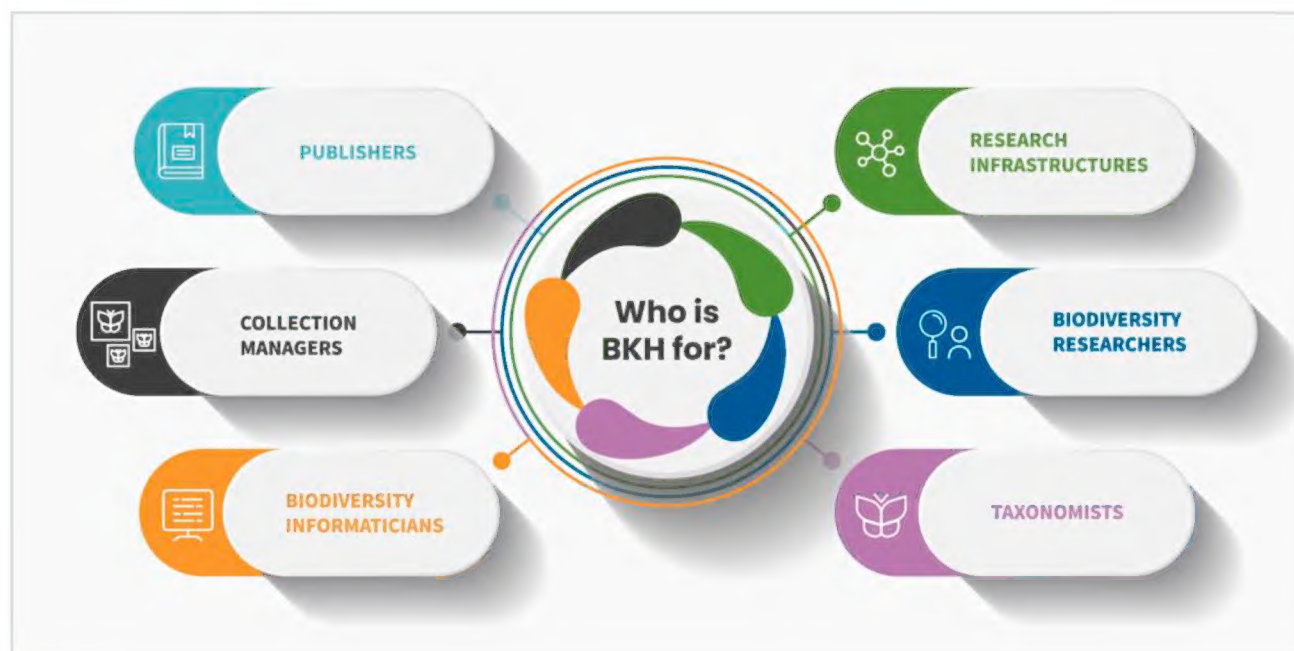 PUBLISHERS
COLLECTION
MANAGERS
BIODIVERSITY
INFORMATICIANS
Who is
BKH for?
RESEARCH
INFRASTRUCTURES
BIODIVERSITY
RESEARCHERS
TAXONOMISTS